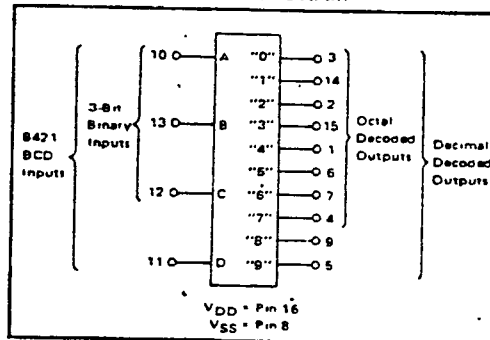 8421
BCD
Inputs
3-Bit
Binary
Inputs
10 A "0" 3
"1" 14
"2" 2
13 B "3" 15
"4" 1
"5" 6
12 C "6" 7
"7" 4
"8" 9
11 D "9" 5
Octal
Decoded
Outputs
Decimal
Decoded
Outputs
VDD = Pin 16
VSS = Pin 8